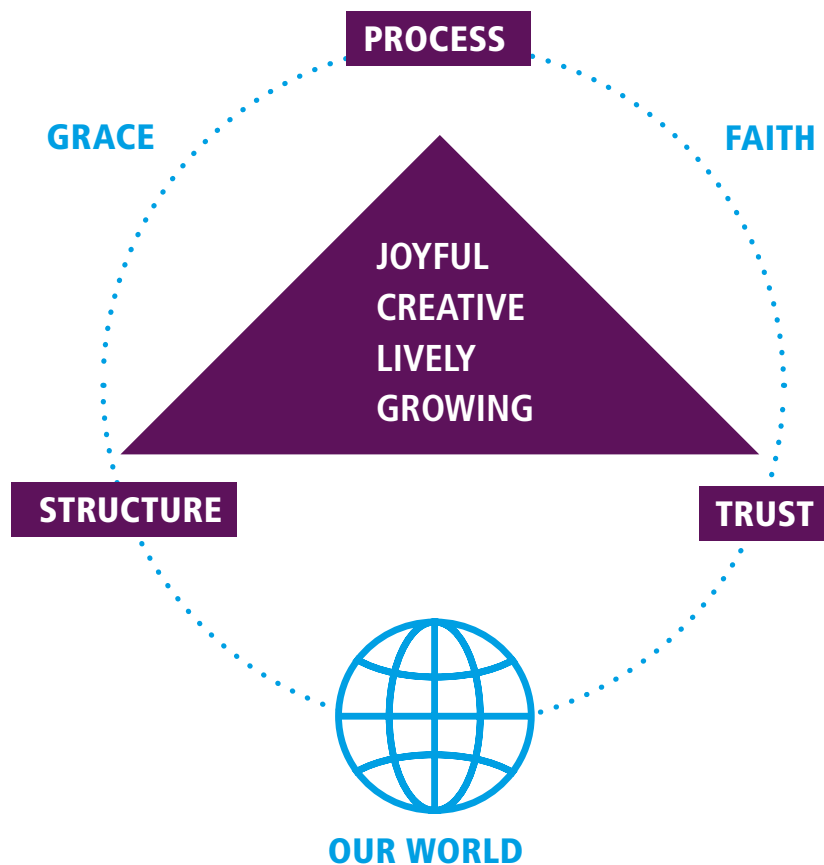 PROCESS
GRACE
FAITH
JOYFUL
CREATIVE
LIVELY
GROWING
STRUCTURE
TRUST
OUR WORLD